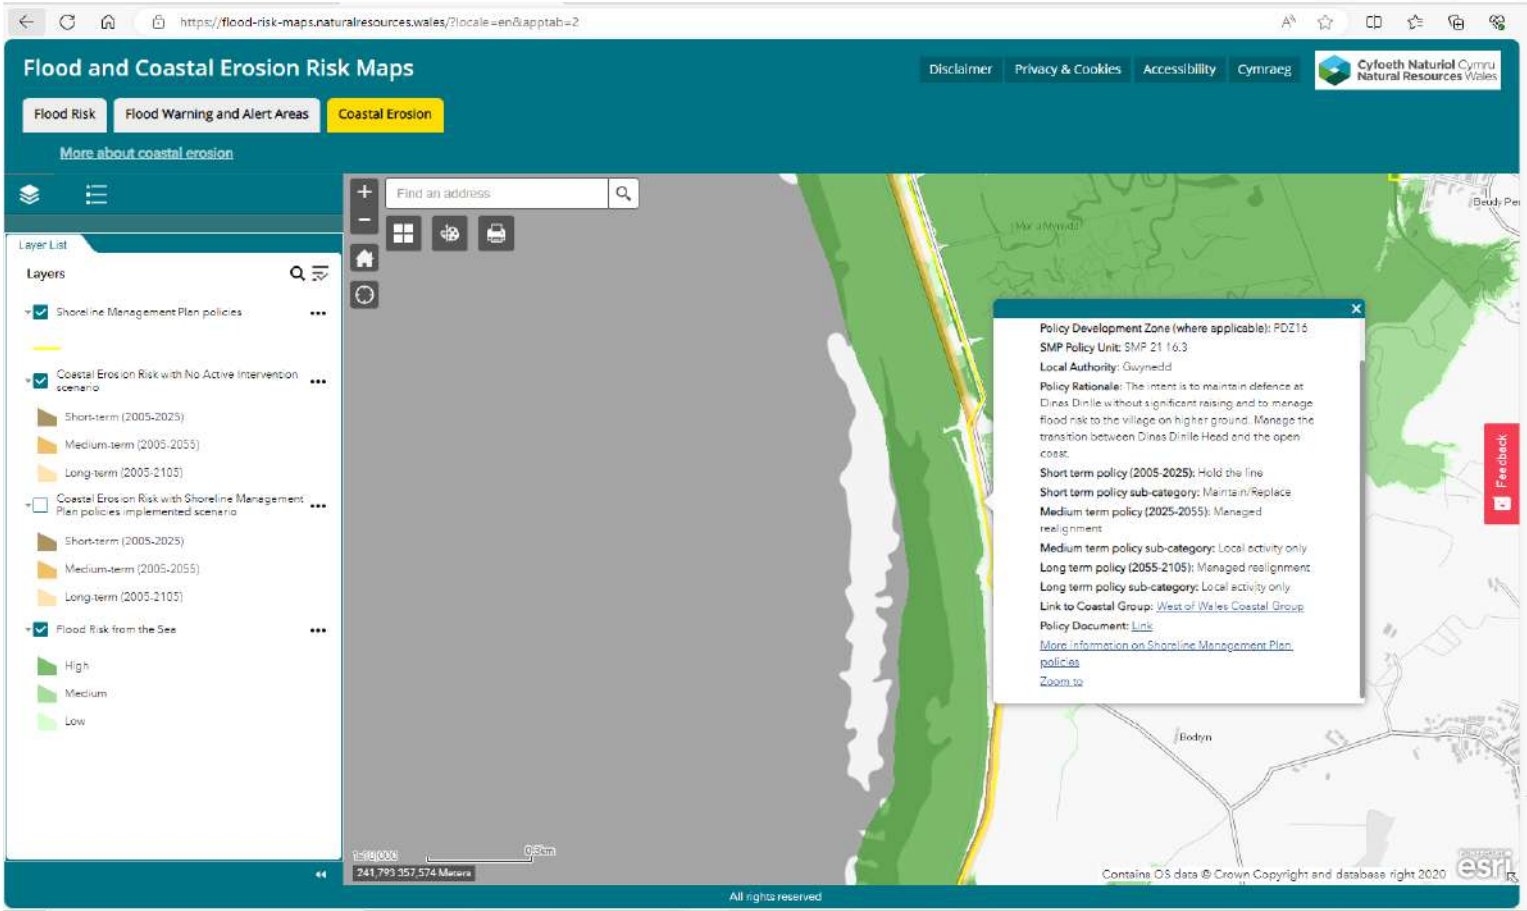 https://flood-risk-maps.naturalresources.wales/?locale=en&apptab=2
Flood and Coastal Erosion Risk Maps
Disclaimer
Privacy & Cookies
Accessibility
Cymraeg
Cyfoeth Naturiol Cymru
Natural Resources Wales
Flood Risk
Flood Warning and Alert Areas
Coastal Erosion
More about coastal erosion
Find an address
Layer List
Layers
Shoreline Management Plan policies
Coastal Erosion Risk with No Active Intervention
scenario
Short-term (2005-2025)
Medium-term (2005-2055)
Long-term (2005-2105)
Coastal Erosion Risk with Shoreline Management
Plan policies implemented scenario
Short-term (2005-2025)
Medium-term (2005-2055)
Long-term (2005-2105)
Flood Risk from the Sea
High
Medium
Low
Policy Development Zone (where applicable): PDZ16
SMP Policy Unit: SMP 21 16.3
Local Authority: Gwynedd
Policy Rationale: The intent is to maintain defence at
Dinas Dinlle without significant raising and to manage
flood risk to the village on higher ground. Manage the
transition between Dinas Dinlle Head and the open
coast.
Short term policy (2005-2025): Hold the line
Short term policy sub-category: Maintain/Replace
Medium term policy (2025-2055): Managed
realignment
Medium term policy sub-category: Local activity only
Long term policy (2055-2105): Managed realignment
Long term policy sub-category: Local activity only
Link to Coastal Group: West of Wales Coastal Group
Policy Document: Link
More information on Shoreline Management Plan
policies
Zoom to
Feedback
Bodryn
1:10,000
0.3km
241,793 357,574 Meters
Contains OS data © Crown Copyright and database right 2020
esri
All rights reserved